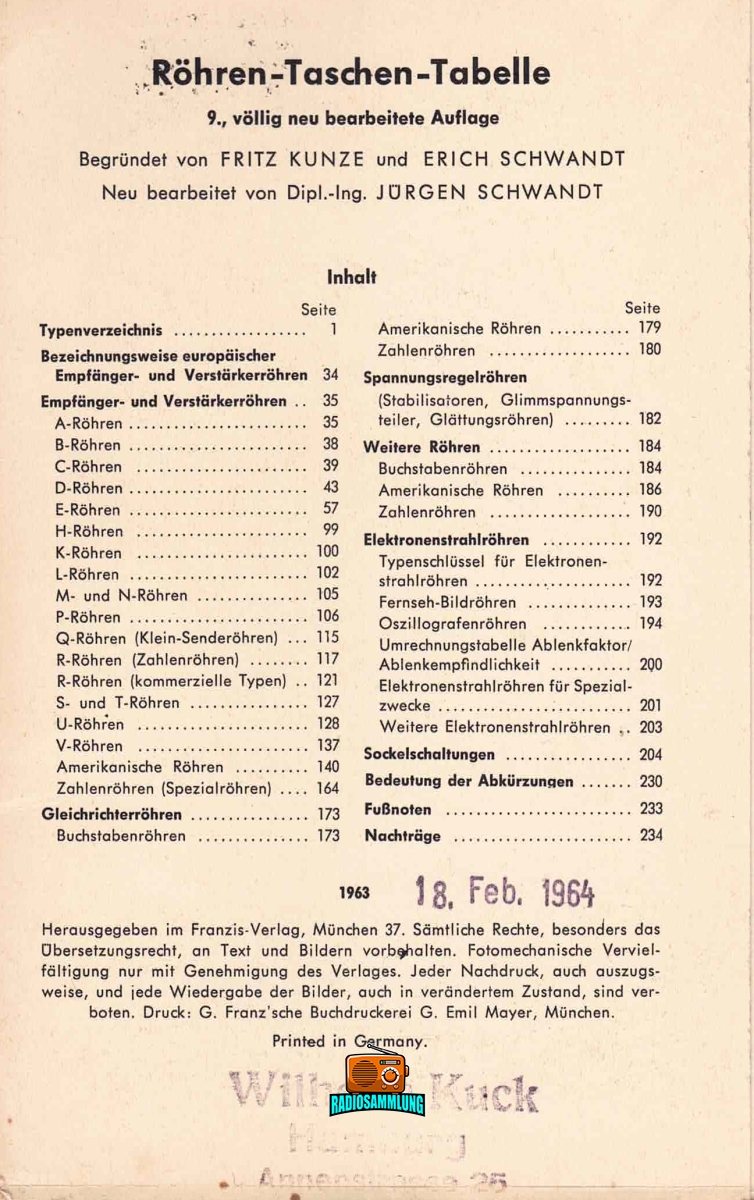 Röhren-Taschen-Tabelle
9., völlig neu bearbeitete Auflage
Begründet von FRITZ KUNZE und ERICH SCHWANDT
Neu bearbeitet von Dipl.-Ing. JÜRGEN SCHWANDT
Inhalt
Seite
Typenverzeichnis .................. 1
Bezeichnungsweise europäischer
Empfänger- und Verstärkerröhren 34
Empfänger- und Verstärkerröhren .. 35
A-Röhren ........................ 35
B-Röhren ........................ 38
C-Röhren ....................... 39
D-Röhren ........................ 43
E-Röhren ........................ 57
H-Röhren ....................... 99
K-Röhren ....................... 100
L-Röhren ........................ 102
M- und N-Röhren ............... 105
P-Röhren ........................ 106
Q-Röhren (Klein-Senderöhren) ... 115
R-Röhren (Zahlenröhren) ........ 117
R-Röhren (kommerzielle Typen) .. 121
S- und T-Röhren ................ 127
U-Röhren ....................... 128
V-Röhren ....................... 137
Amerikanische Röhren .......... 140
Zahlenröhren (Spezialröhren) .... 164
Gleichrichterröhren ................ 173
Buchstabenröhren ............... 173
Seite
Amerikanische Röhren ........... 179
Zahlenröhren ................... 180
Spannungsregelröhren
(Stabilisatoren, Glimmspannungs-
teiler, Glättungsröhren) ......... 182
Weitere Röhren ................... 184
Buchstabenröhren ............... 184
Amerikanische Röhren .......... 186
Zahlenröhren ................... 190
Elektronenstrahlröhren ............ 192
Typenschlüssel für Elektronen-
strahlröhren ..................... 192
Fernseh-Bildröhren .............. 193
Oszillografenröhren ............ 194
Umrechnungstabelle Ablenkfaktor/
Ablenkempfindlichkeit ........... 200
Elektronenstrahlröhren für Spezial-
zwecke .......................... 201
Weitere Elektronenstrahlröhren .. 203
Sockelschaltungen ................. 204
Bedeutung der Abkürzungen ....... 230
Fußnoten ......................... 233
Nachträge ........................ 234
1963 18. Feb. 1964
Herausgegeben im Franzis-Verlag, München 37. Sämtliche Rechte, besonders das
Übersetzungsrecht, an Text und Bildern vorbehalten. Fotomechanische Verviel-
fältigung nur mit Genehmigung des Verlages. Jeder Nachdruck, auch auszugs-
weise, und jede Wiedergabe der Bilder, auch in verändertem Zustand, sind ver-
boten. Druck: G. Franz'sche Buchdruckerei G. Emil Mayer, München.
Printed in Germany.
Kuck
RADIOSAMMLUNG